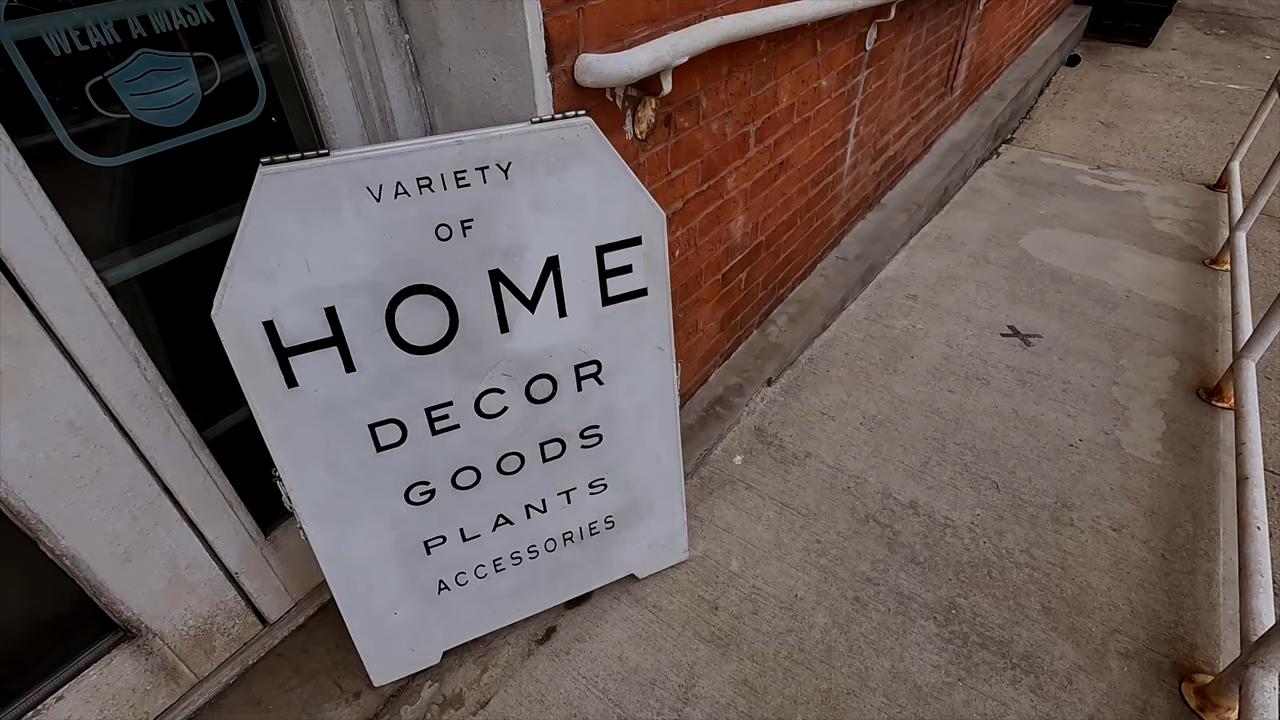 WEAR A MASK
VARIETY
OF
HOME
DECOR
GOODS
PLANTS
ACCESSORIES